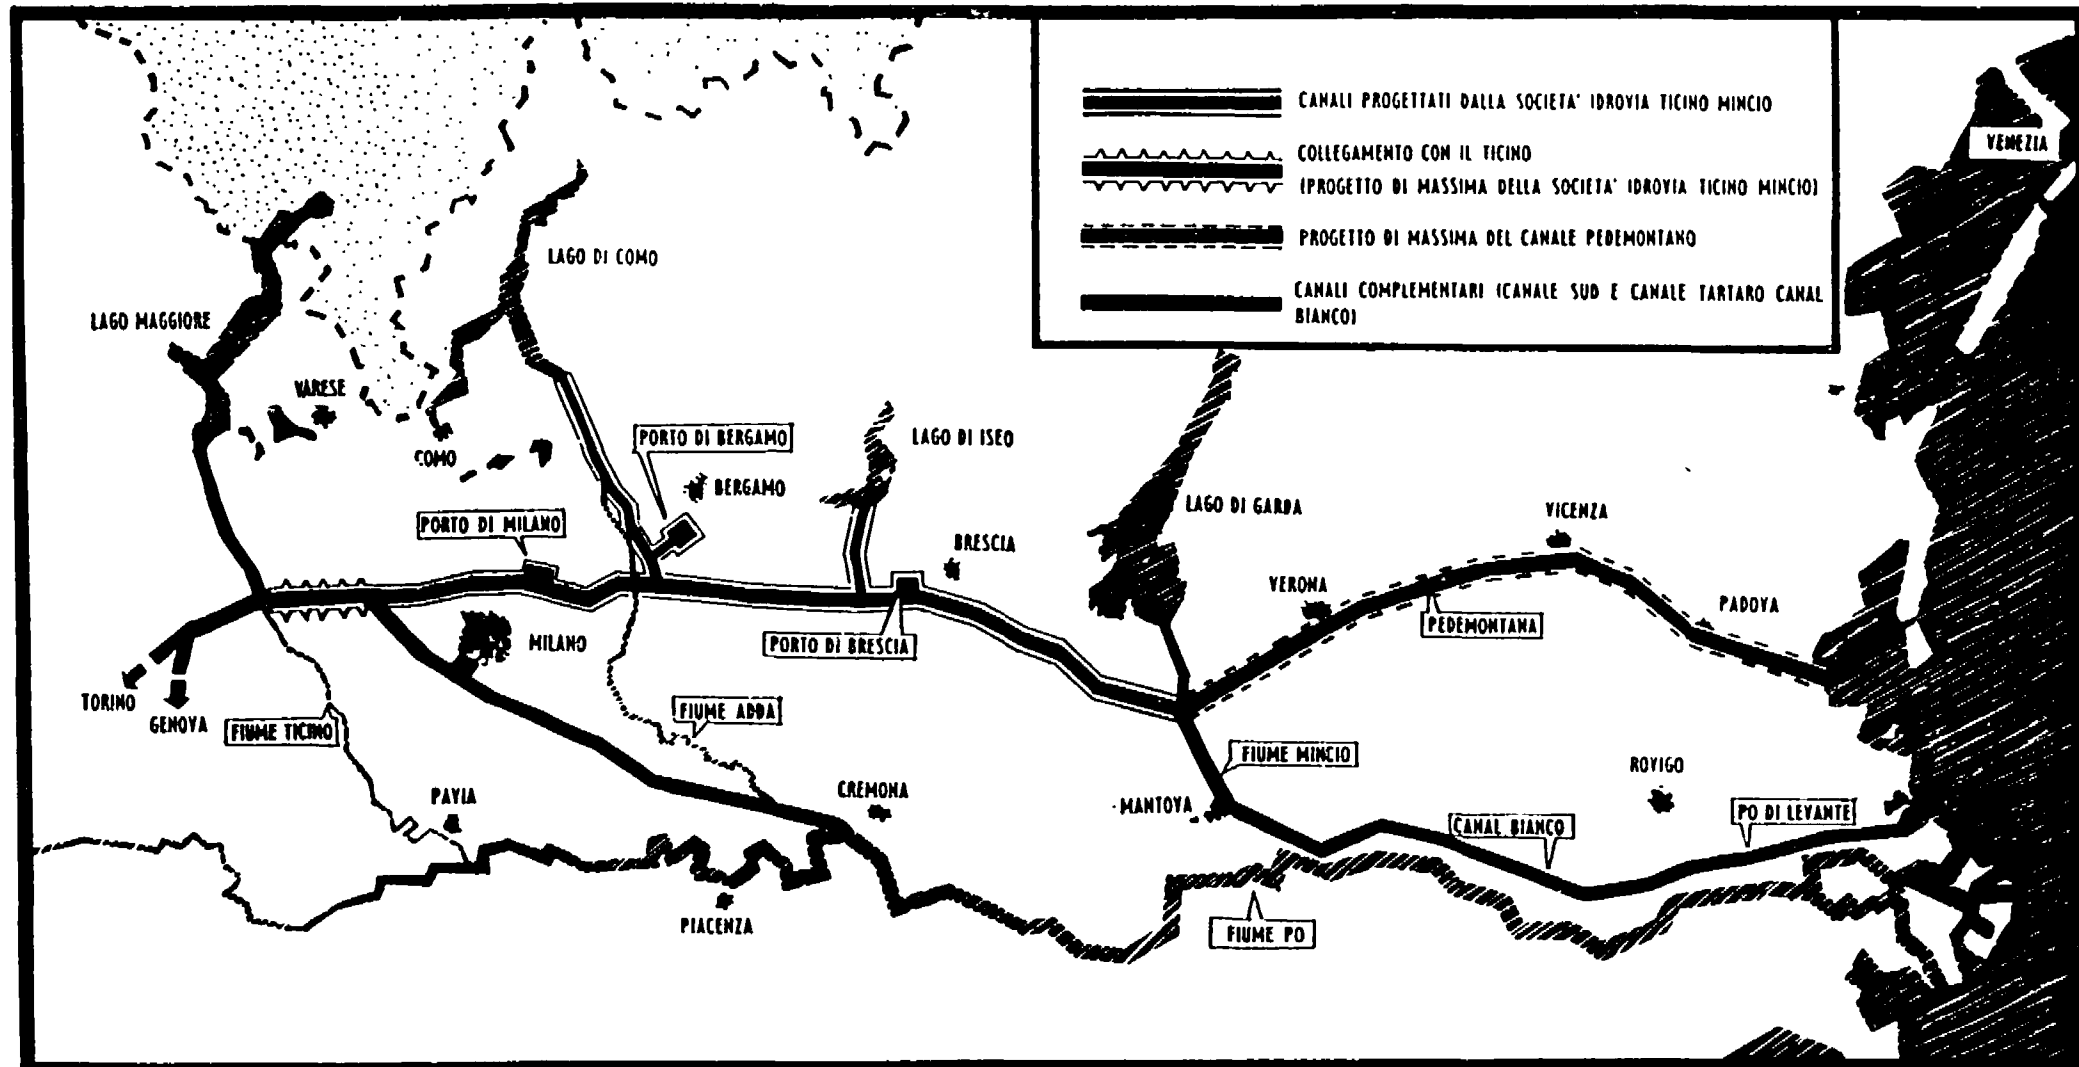 CANALI PROGETTATI DALLA SOCIETA' IDROVIA TICINO MINCIO
COLLEGAMENTO CON IL TICINO
(PROGETTO DI MASSIMA DELLA SOCIETA' IDROVIA TICINO MINCIO)
PROGETTO DI MASSIMA DEL CANALE PEDEMONTANO
CANALI COMPLEMENTARI (CANALE SUD E CANALE TARTARO CANAL
BIANCO)
VENEZIA
LAGO DI COMO
LAGO MAGGIORE
VARESE
COMO
PORTO DI BERGAMO
BERGAMO
LAGO DI ISEO
PORTO DI MILANO
BRESCIA
LAGO DI GARDA
VICENZA
VERONA
PADOVA
PEDEMONTANA
MILANO
PORTO DI BRESCIA
TORINO
GENOVA
FIUME TICINO
FIUME ADDA
FIUME MINCIO
ROVIGO
PAVIA
CREMONA
MANTOVA
CANAL BIANCO
PO DI LEVANTE
PIACENZA
FIUME PO